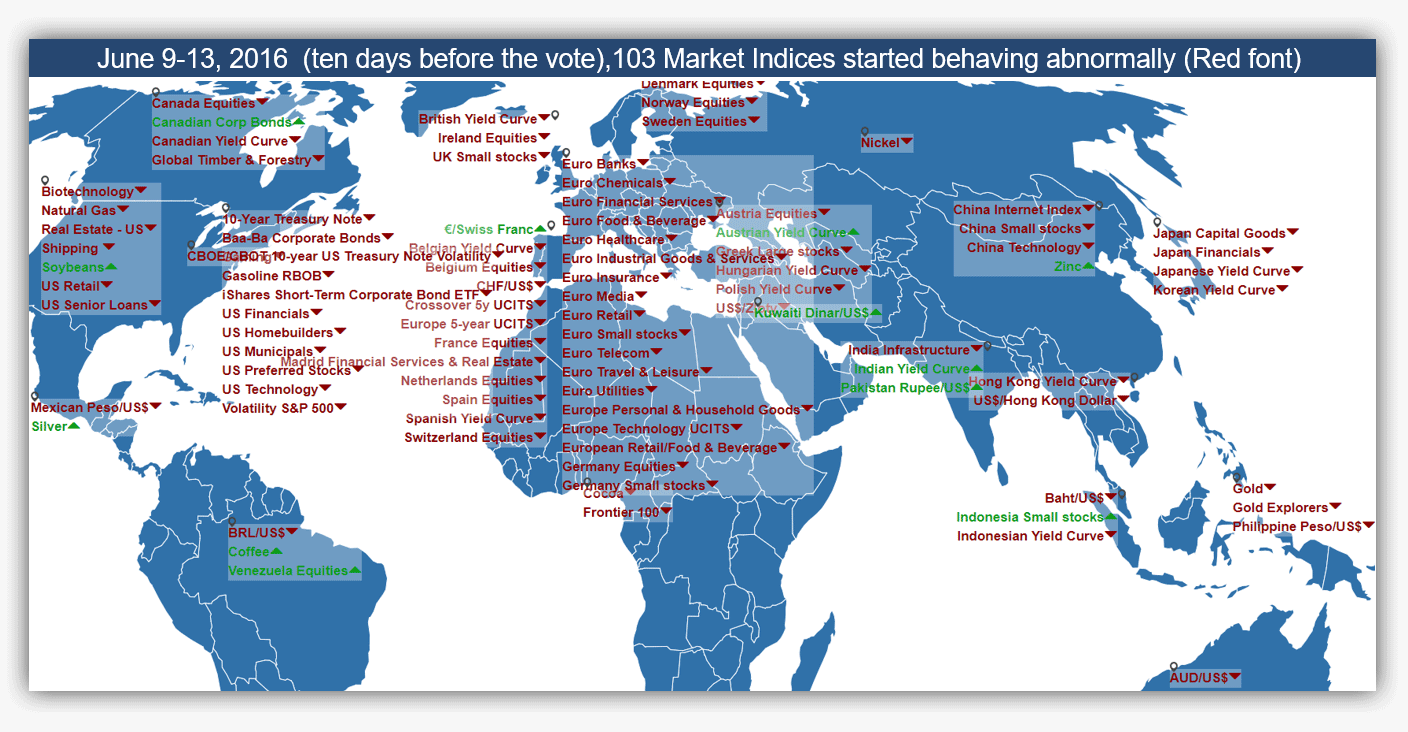 June 9-13, 2016 (ten days before the vote),103 Market Indices started behaving abnormally (Red font)
Canada Equities
Canadian Corp Bonds
Canadian Yield Curve
Global Timber & Forestry
Biotechnology
Natural Gas
Real Estate - US
Shipping
Soybeans
US Retail
US Senior Loans
10-Year Treasury Note
Baa-Ba Corporate Bonds
CBOE/CBOT 10-year US Treasury Note Volatility
Gasoline RBOB
iShares Short-Term Corporate Bond ETF
US Financials
US Homebuilders
US Municipals
US Preferred Stocks
US Technology
Volatility S&P 500
Mexican Peso/US$
Silver
BRL/US$
Coffee
Venezuela Equities
British Yield Curve
Ireland Equities
UK Small stocks
€/Swiss Franc
Belgian Yield Curve
Belgium Equities
CHF/US$
Crossover 5y UCITS
Europe 5-year UCITS
France Equities
Madrid Financial Services & Real Estate
Netherlands Equities
Spain Equities
Spanish Yield Curve
Switzerland Equities
Denmark Equities
Norway Equities
Sweden Equities
Euro Banks
Euro Chemicals
Euro Financial Services
Euro Food & Beverage
Euro Healthcare
Euro Industrial Goods & Services
Euro Insurance
Euro Media
Euro Retail
Euro Small stocks
Euro Telecom
Euro Travel & Leisure
Euro Utilities
Europe Personal & Household Goods
Europe Technology UCITS
European Retail/Food & Beverage
Germany Equities
Germany Small stocks
Cocoa
Frontier 100
Austria Equities
Austrian Yield Curve
Greek Large stocks
Hungarian Yield Curve
Polish Yield Curve
US$/Zloty
Kuwaiti Dinar/US$
Nickel
China Internet Index
China Small stocks
China Technology
Zinc
Japan Capital Goods
Japan Financials
Japanese Yield Curve
Korean Yield Curve
India Infrastructure
Indian Yield Curve
Pakistan Rupee/US$
Hong Kong Yield Curve
US$/Hong Kong Dollar
Baht/US$
Indonesia Small stocks
Indonesian Yield Curve
Gold
Gold Explorers
Philppine Peso/US$
AUD/US$